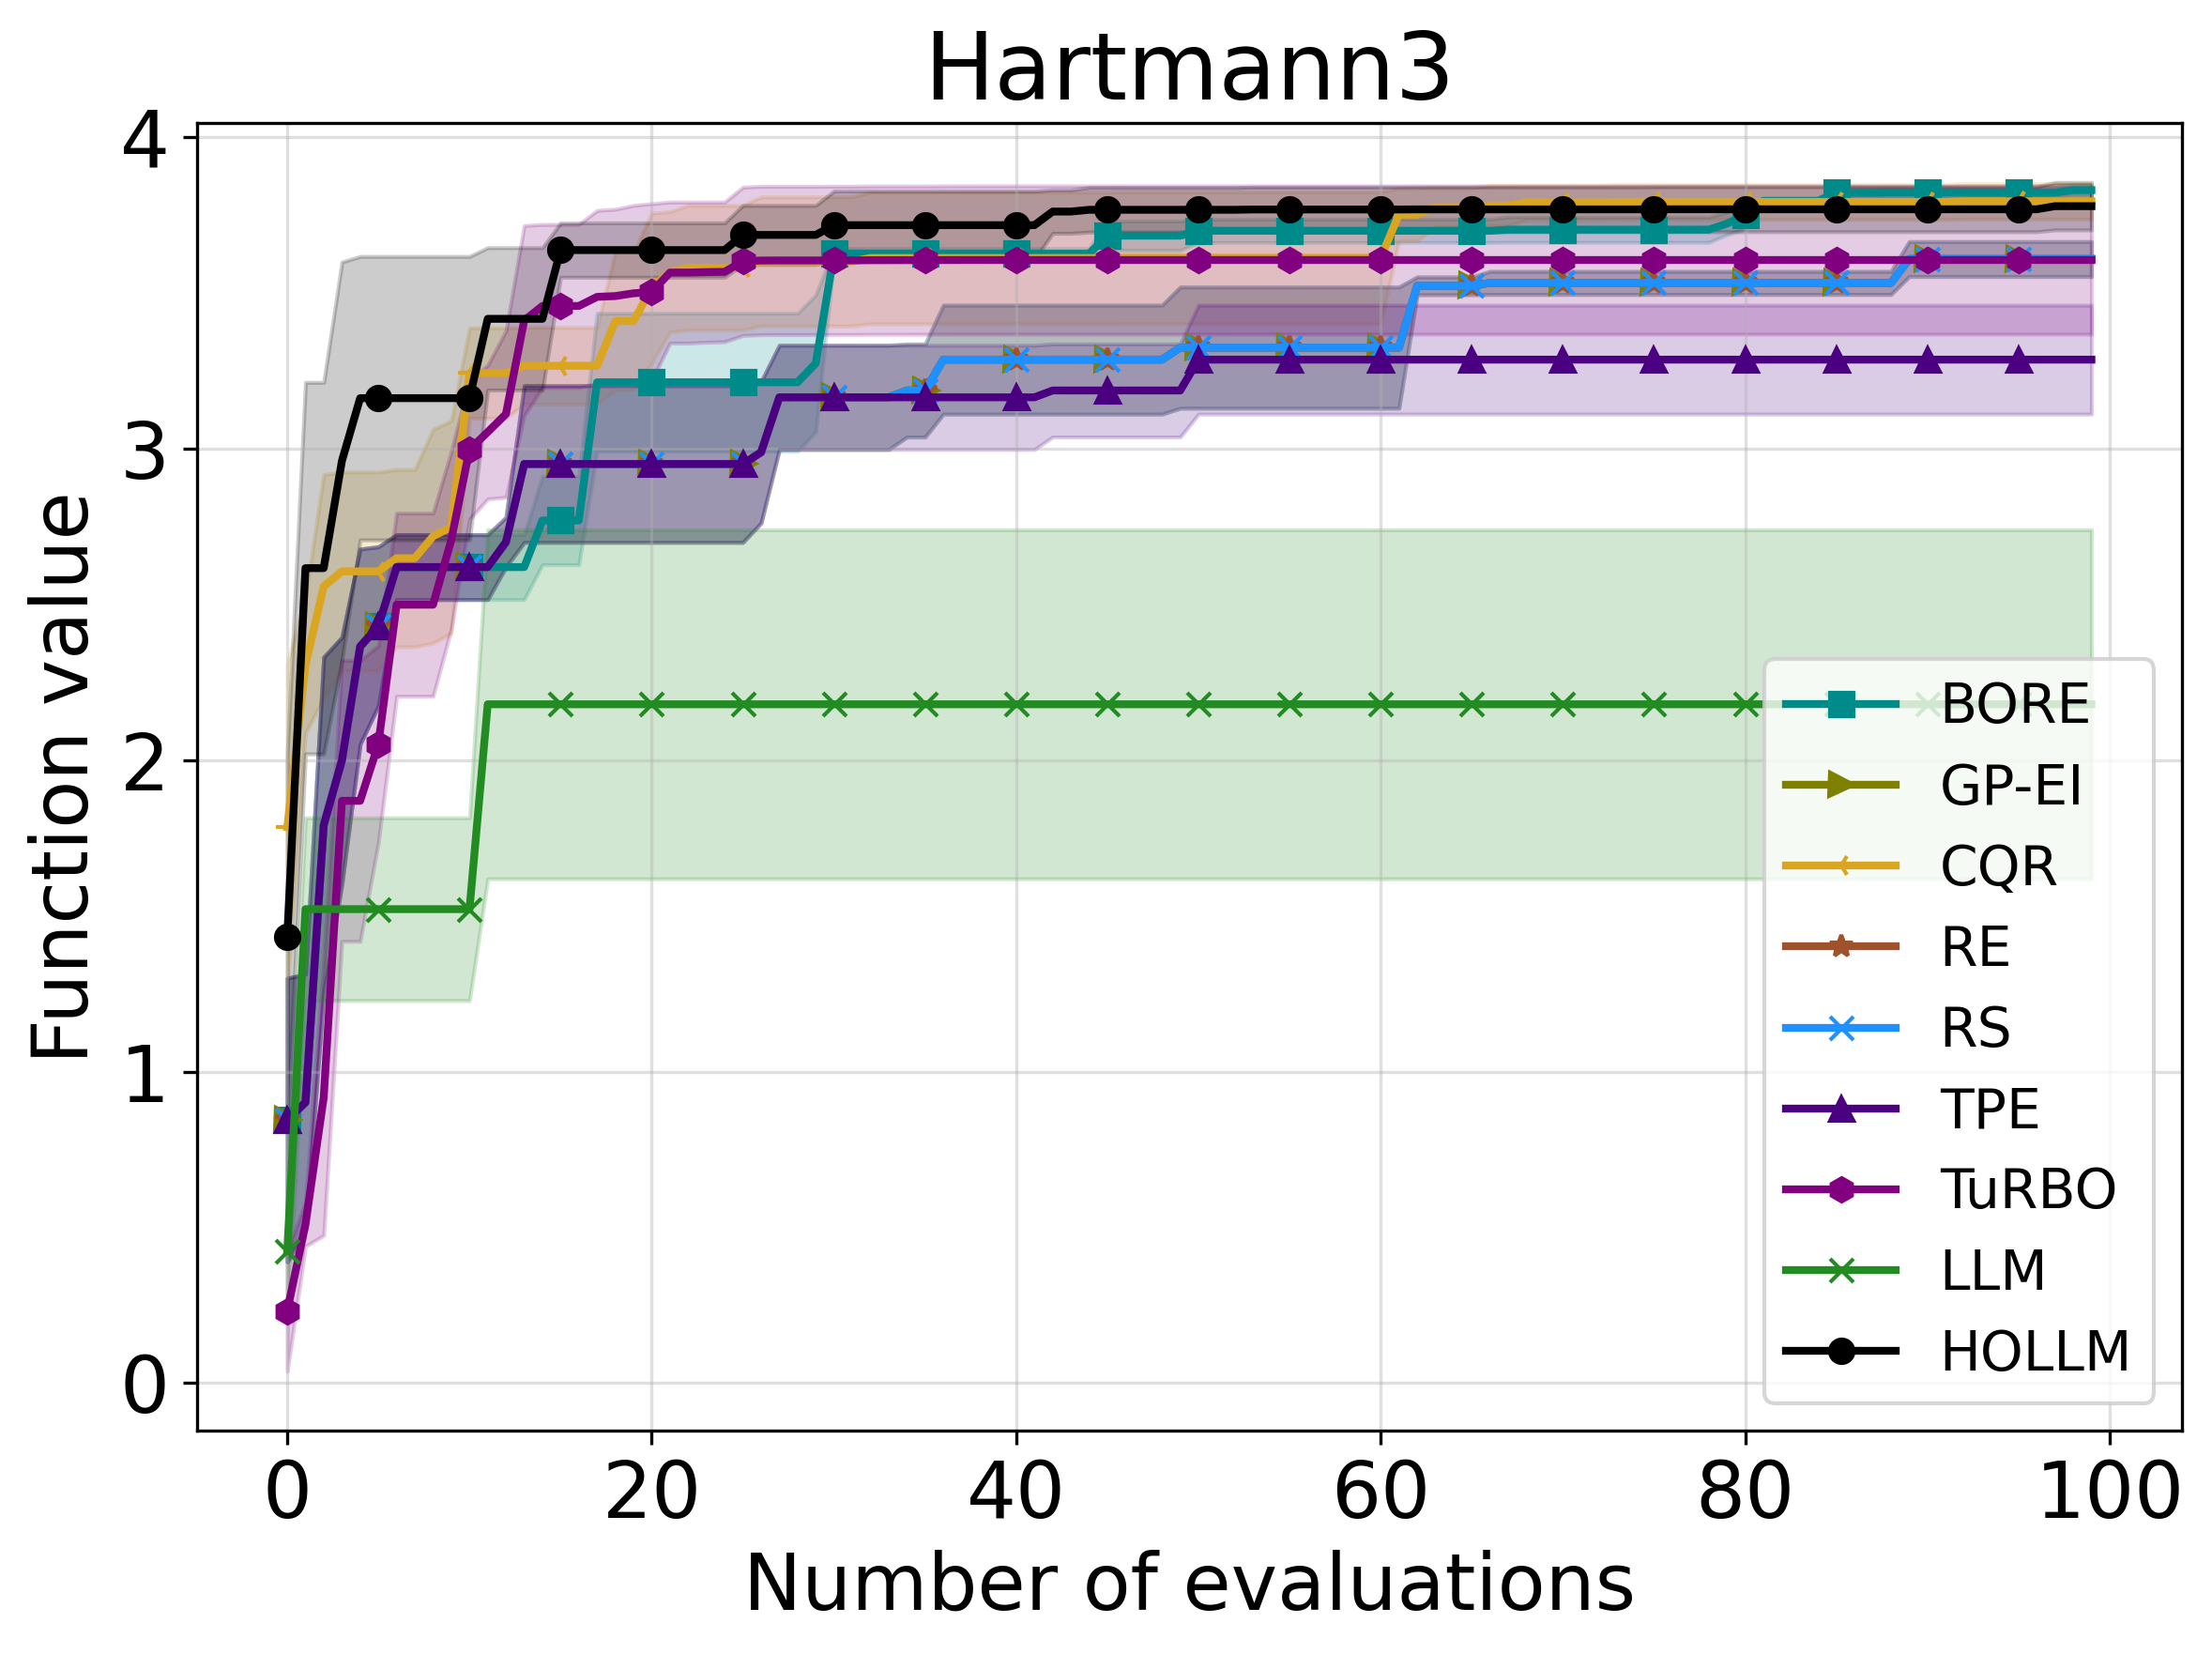 Hartmann3
Function value
4
3
2
1
0
BORE
GP-EI
CQR
RE
RS
TPE
TuRBO
LLM
HOLLM
0 20 40 60 80 100
Number of evaluations